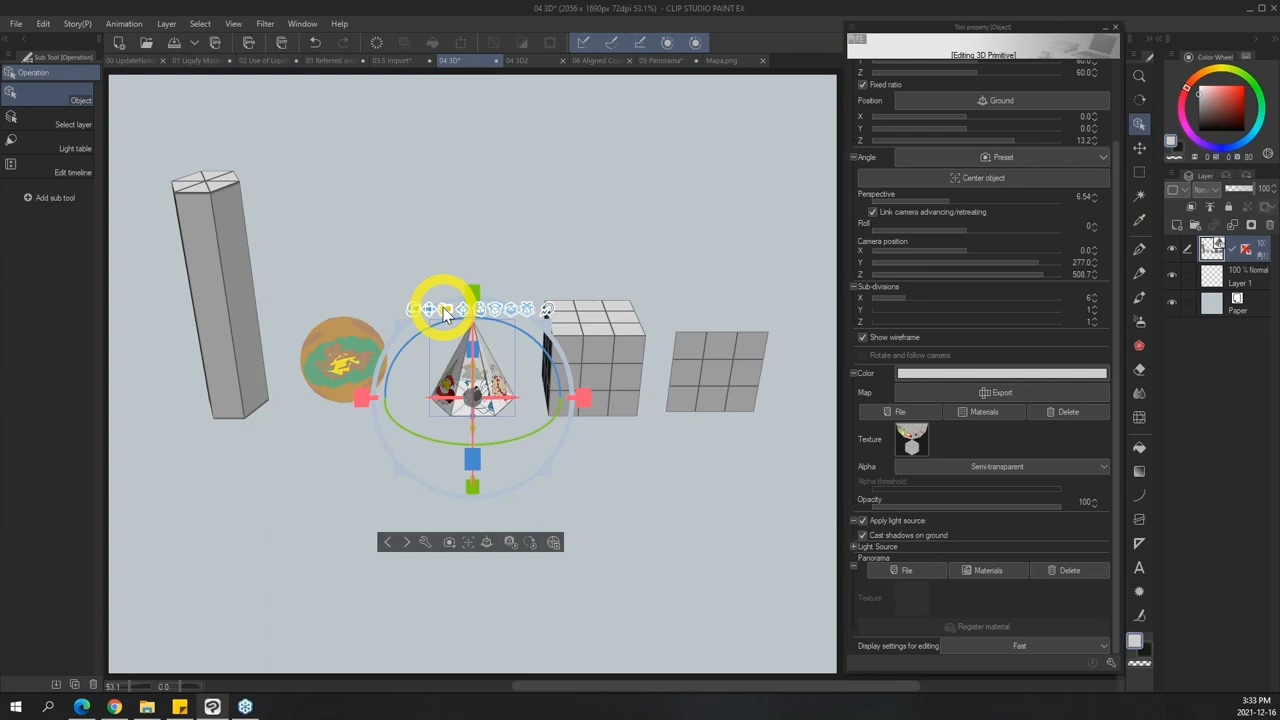 04 3D* (2056 x 1690px 72dpi 53.1%) - CLIP STUDIO PAINT EX
File Edit Story(P) Animation Layer Select View Filter Window Help
Tool property [Object]
Sub Tool (Operation)
Color Wheel
00 UpdateNotes
01 Liqufy Mode
02 Use of Liqu
03 Referred are
03.5 import*
04 3D*
04 3D2
06 Aligned Cop
05 Panorama*
Mapa.png
[Editing 3D Primitive]
Operation
Object
Select layer
Light table
Edit timeline
Add sub tool
Z 60.0
Fixed ratio
Position Ground
X 0.0
Y 0.0
Z 13.2
Angle Preset
Center object
Perspective 6.54
Link camera advancing/retreating
Roll 0
Camera position
X 0.0
Y 277.0
Z 508.7
Sub-divisions
X 6
Y 1
Z 1
Show wireframe
Rotate and follow camera
Color
Map Export
File Materials Delete
Texture
Alpha Semi-transparent
Alpha threshold
Opacity 100
Apply light source
Cast shadows on ground
Light Source
Panorama
File Materials Delete
Texture
Register material
Display settings for editing Fast
Layer
100
100 % Normal
Layer 1
Paper
53.1 0.0
3:33 PM
2021-12-16